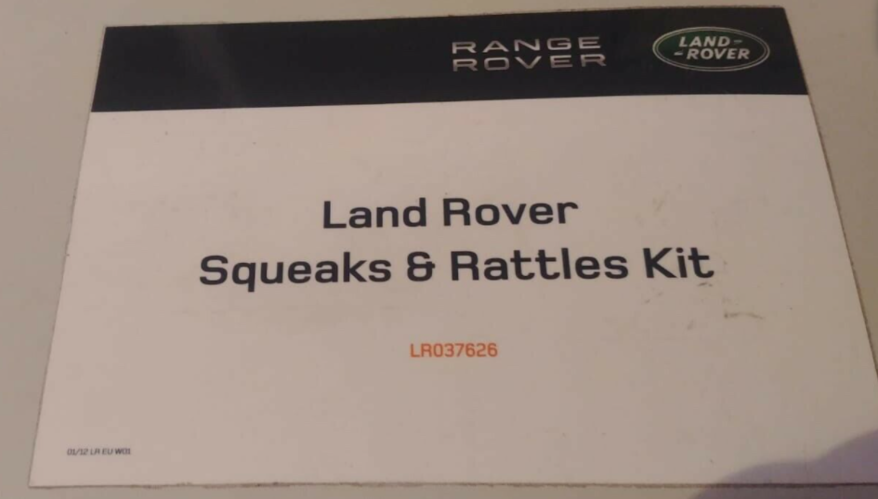 RANGE
ROVER
LAND-
-ROVER
Land Rover
Squeaks & Rattles Kit
LR037626
01/12 LR EU W01